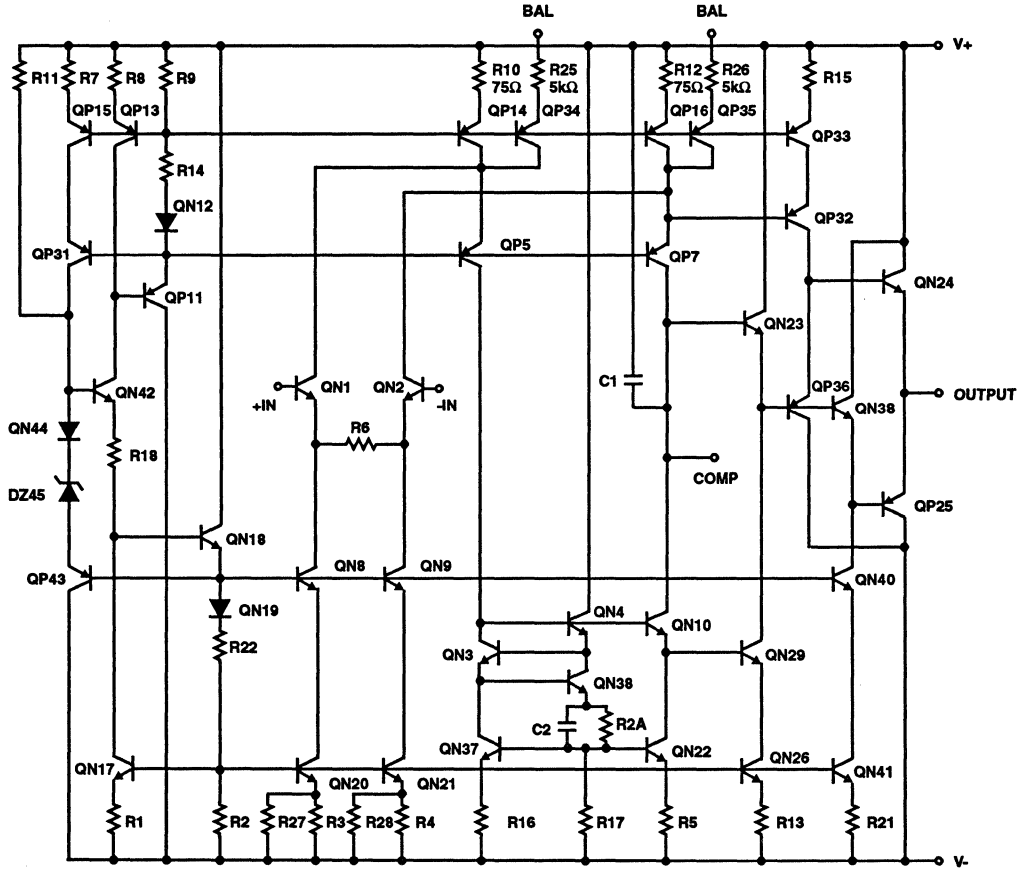 BAL BAL
V+
R11 R7 R8 R9 R10 75Ω R25 5kΩ R12 75Ω R26 5kΩ R15
QP15 QP13 QP14 QP34 QP16 QP35 QP33
R14
QN12 QP32
QP31 QP5 QP7
QP11 QN24
QN23
QN42 +IN QN1 QN2 -IN C1 QP36 QN38 OUTPUT
QN44 R18 R6
COMP
DZ45 QP25
QN18
QP43 QN8 QN9 QN40
QN19 QN4 QN10
R22 QN3 QN29
QN38
C2 R2A
QN17 QN20 QN21 QN37 QN22 QN26 QN41
R1 R2 R27 R3 R28 R4 R16 R17 R5 R13 R21
V-